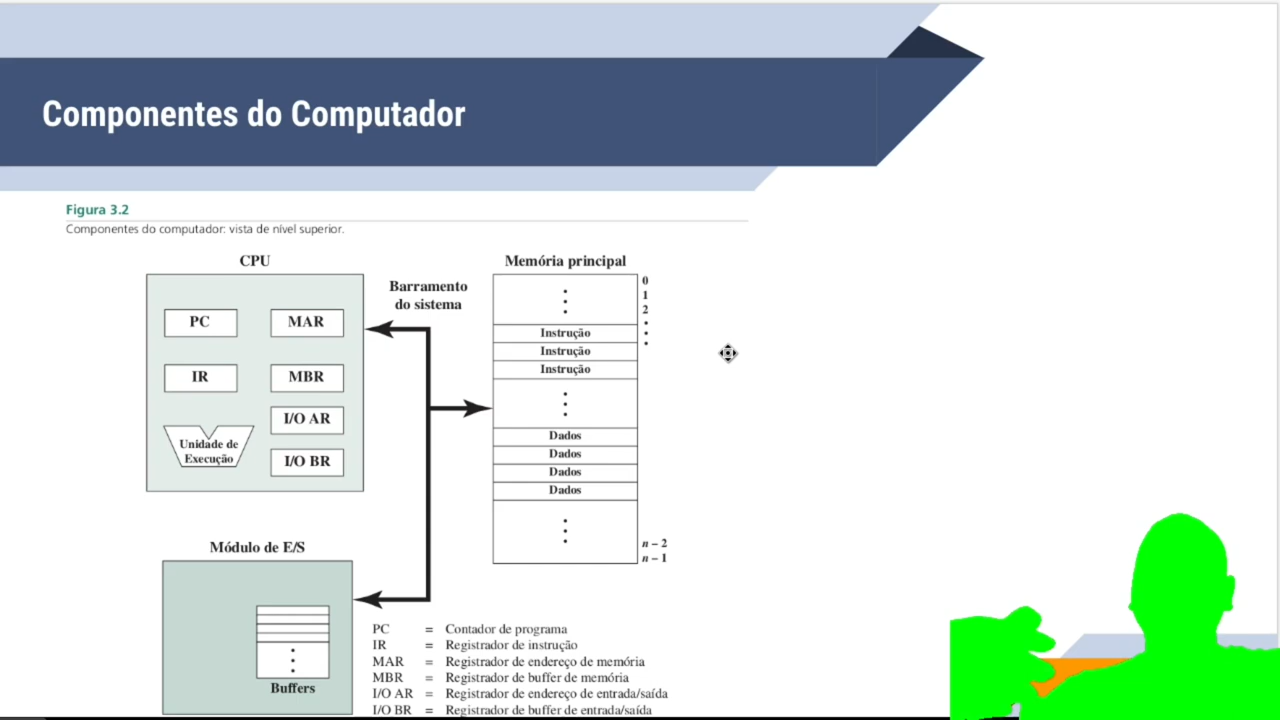 Componentes do Computador
Figura 3.2
Componentes do computador: vista de nível superior.
CPU
PC
MAR
IR
MBR
I/O AR
Unidade de
Execução
I/O BR
Barramento
do sistema
Memória principal
0
1
2
Instrução
Instrução
Instrução
Dados
Dados
Dados
Dados
n – 2
n – 1
Módulo de E/S
Buffers
PC = Contador de programa
IR = Registrador de instrução
MAR = Registrador de endereço de memória
MBR = Registrador de buffer de memória
I/O AR = Registrador de endereço de entrada/saída
I/O BR = Registrador de buffer de entrada/saída